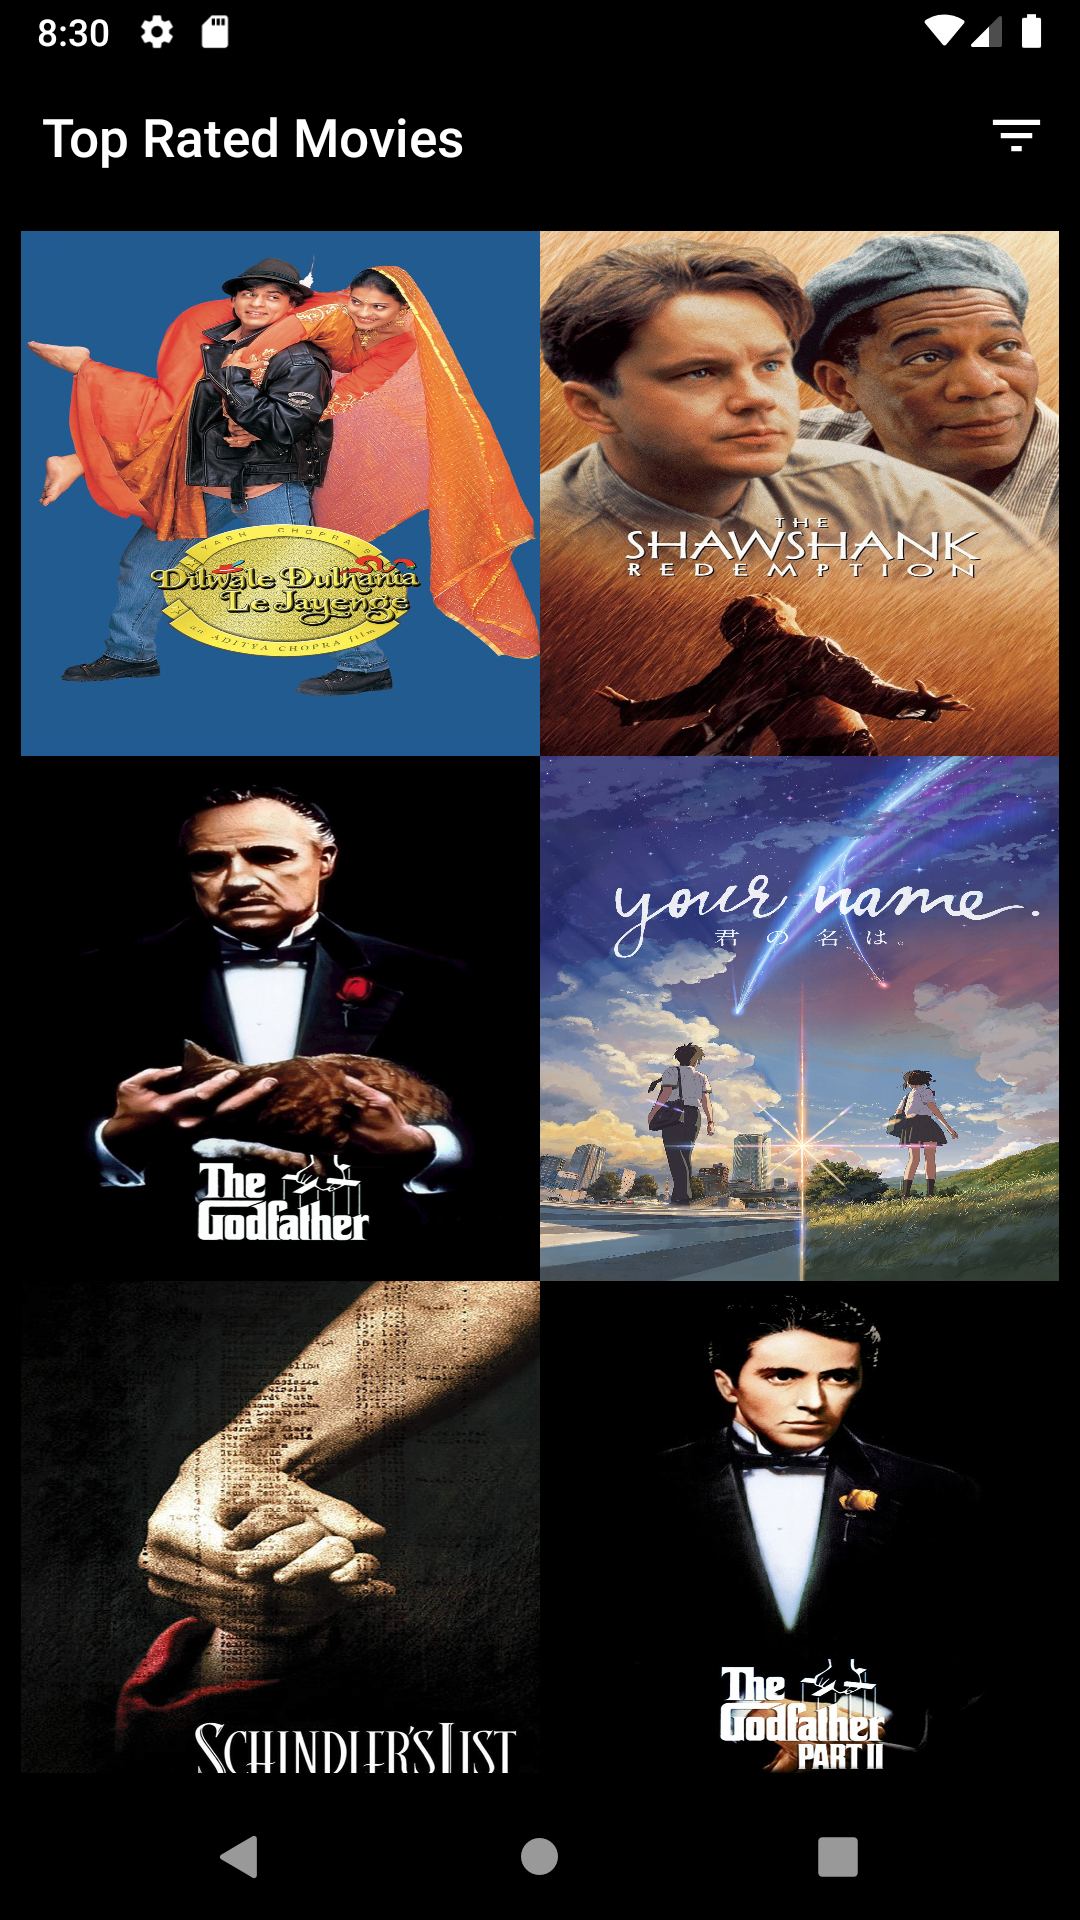 8:30
Top Rated Movies
YASH CHOPRA'S
Dilwale Dulhania
Le Jayenge
an ADITYA CHOPRA film
THE
SHAWSHANK
REDEMPTION
The
Godfather
your name.
君の名は。
SCHINDLER'S LIST
The
Godfather
PART II